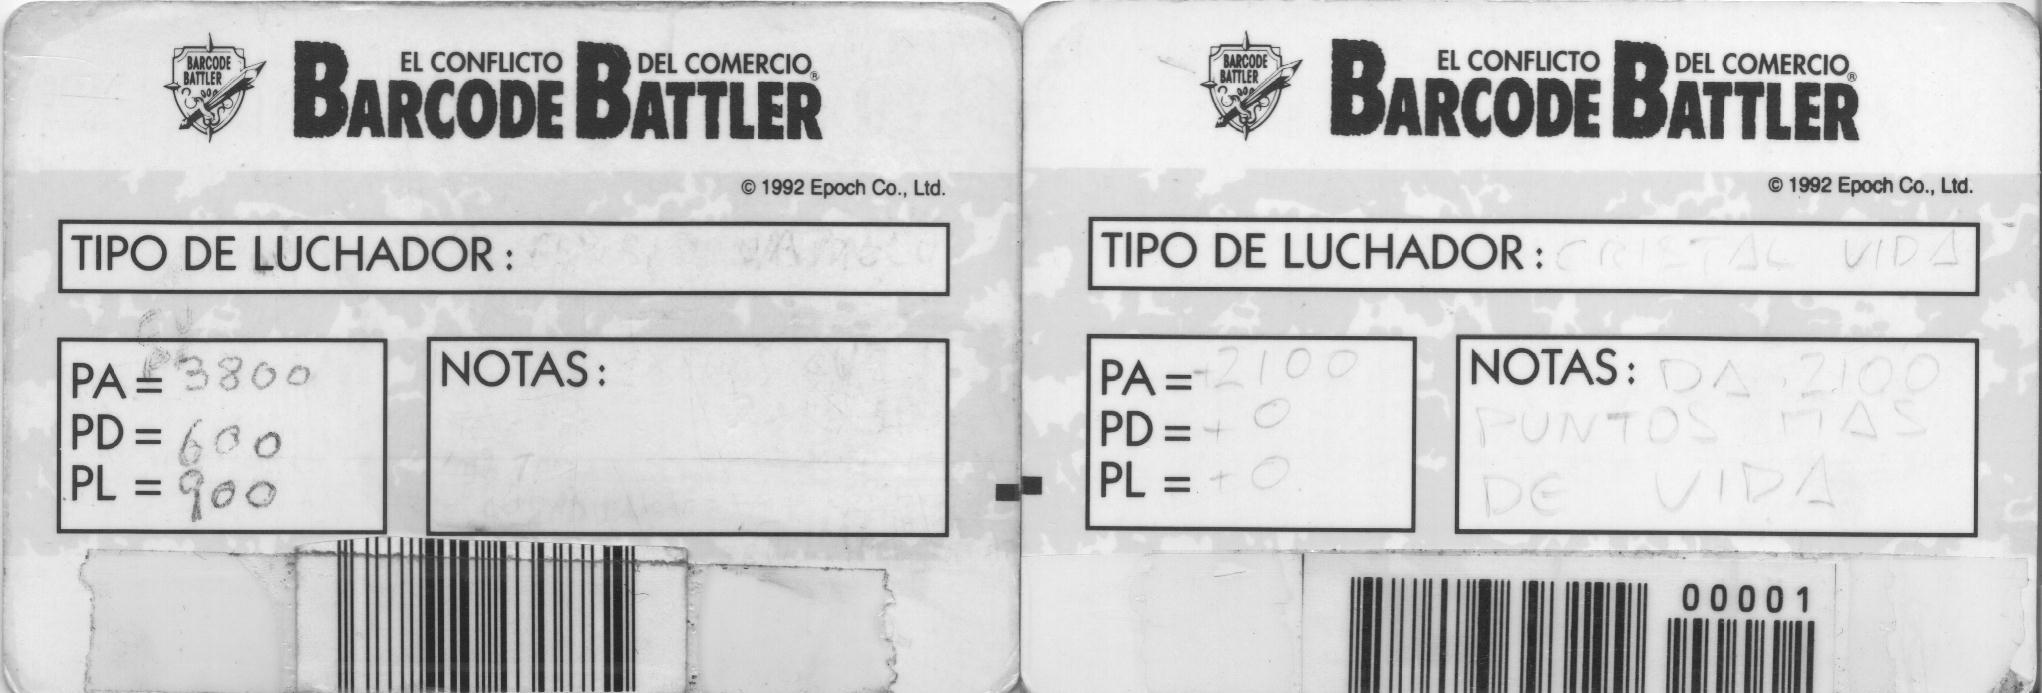 BARCODE
BATTLER
EL CONFLICTO DEL COMERCIO®
BARCODE BATTLER
© 1992 Epoch Co., Ltd.
TIPO DE LUCHADOR:
PA = 3800
PD = 600
PL = 900
NOTAS:
BARCODE
BATTLER
EL CONFLICTO DEL COMERCIO®
BARCODE BATTLER
© 1992 Epoch Co., Ltd.
TIPO DE LUCHADOR: CRISTAL VIDA
PA = +2100
PD = + 0
PL = + 0
NOTAS: DA 2100
PUNTOS MAS
DE VIDA
00001